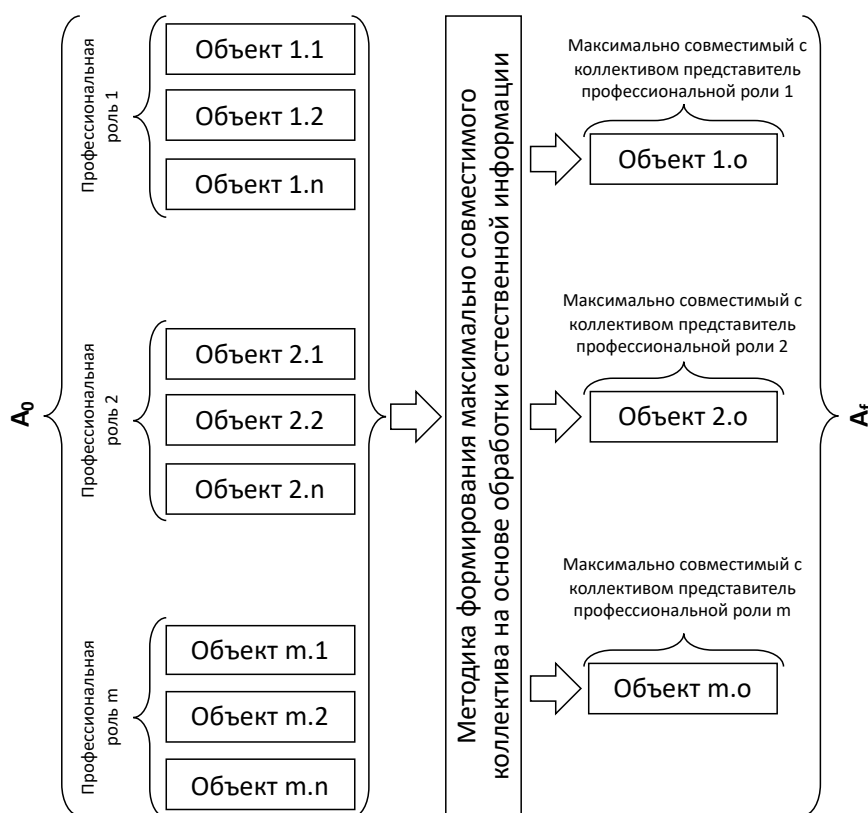 A₀
Профессиональная
роль 1
Объект 1.1
Объект 1.2
Объект 1.n
Профессиональная
роль 2
Объект 2.1
Объект 2.2
Объект 2.n
Профессиональная
роль m
Объект m.1
Объект m.2
Объект m.n
Методика формирования максимально совместимого
коллектива на основе обработки естественной информации
Максимально совместимый с
коллективом представитель
профессиональной роли 1
Объект 1.o
Максимально совместимый с
коллективом представитель
профессиональной роли 2
Объект 2.o
Максимально совместимый с
коллективом представитель
профессиональной роли m
Объект m.o
Af